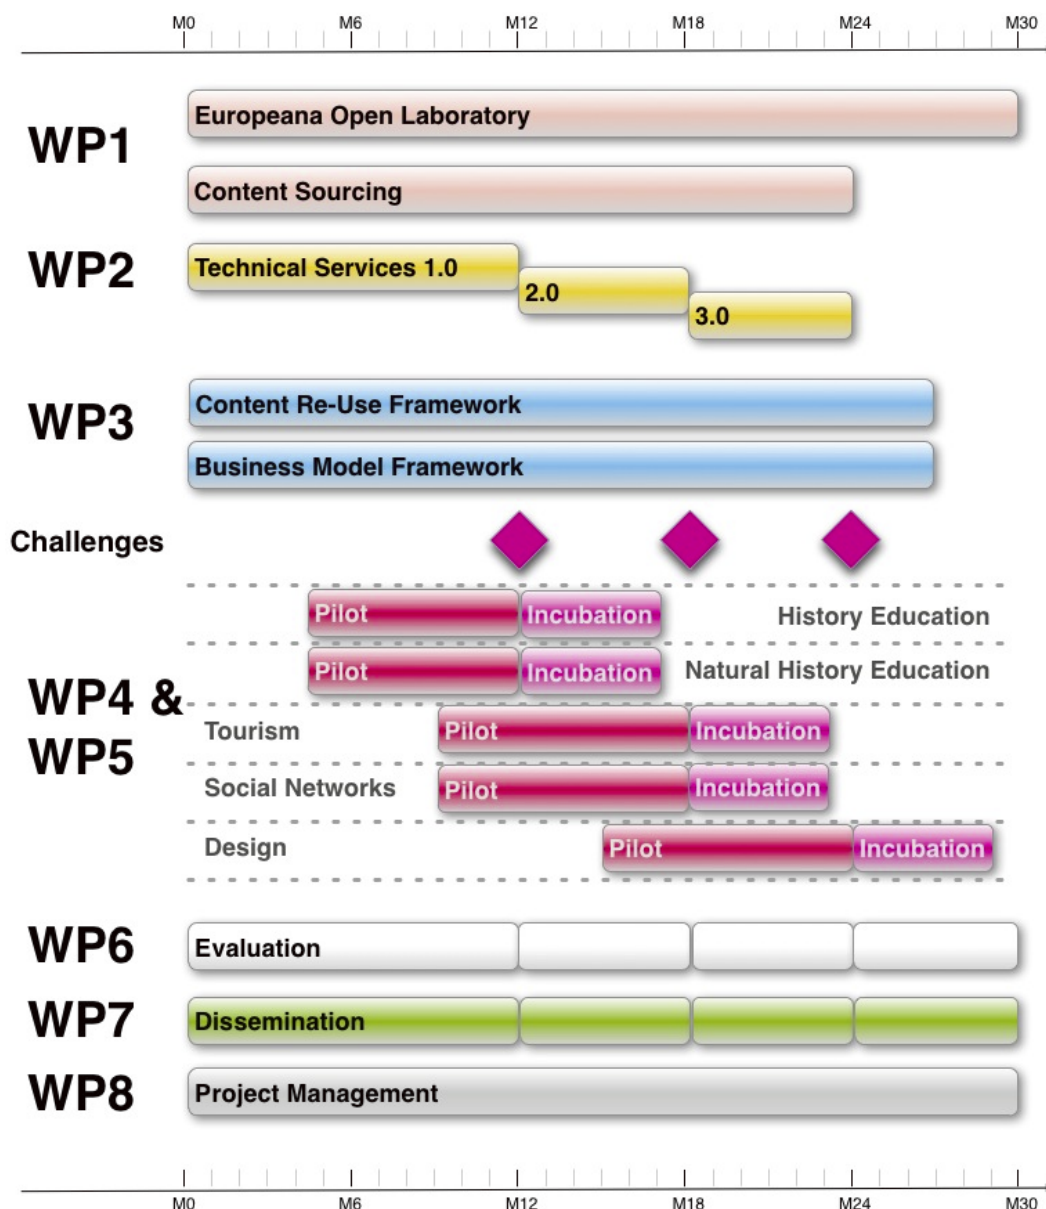 M0 M6 M12 M18 M24 M30
WP1
Europeana Open Laboratory
Content Sourcing
WP2
Technical Services 1.0
2.0
3.0
WP3
Content Re-Use Framework
Business Model Framework
Challenges
WP4 &
WP5
Pilot Incubation History Education
Pilot Incubation Natural History Education
Tourism Pilot Incubation
Social Networks Pilot Incubation
Design Pilot Incubation
WP6 Evaluation
WP7 Dissemination
WP8 Project Management
M0 M6 M12 M18 M24 M30